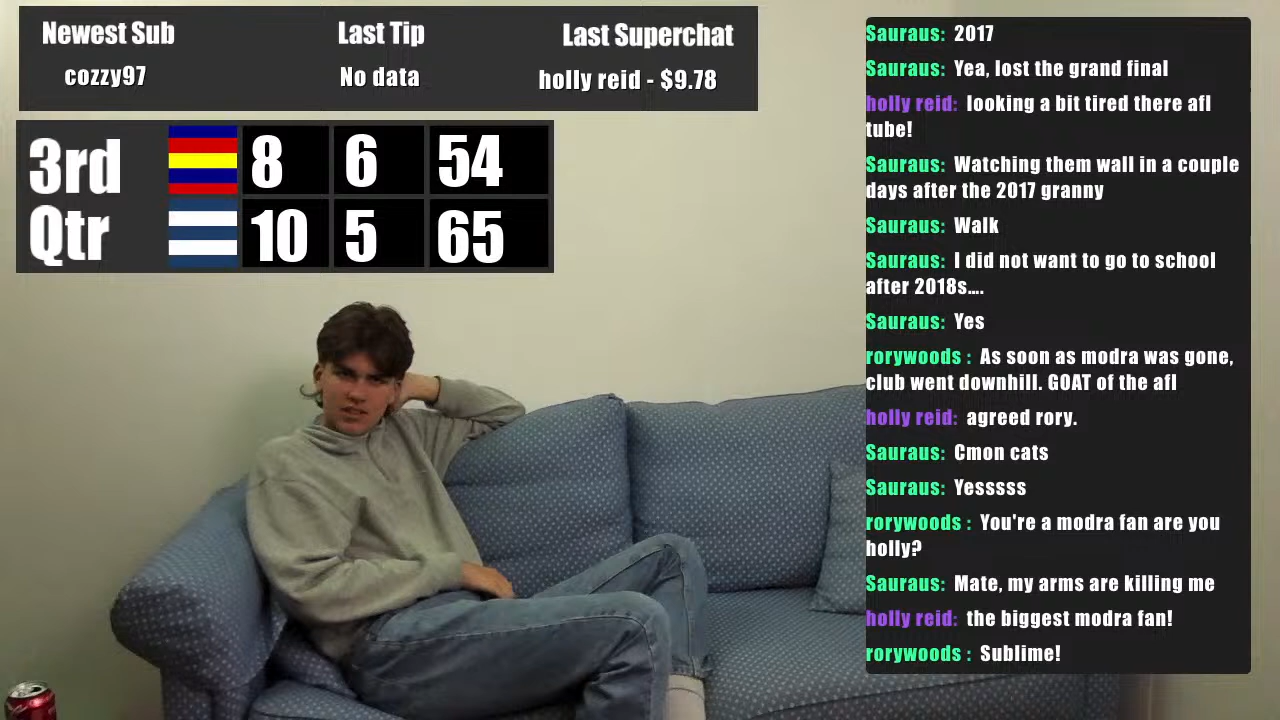 Newest Sub
Last Tip
Last Superchat
cozzy97
No data
holly reid - $9.78
3rd
8 6 54
Qtr
10 5 65
Sauraus: 2017
Sauraus: Yea, lost the grand final
holly reid: looking a bit tired there afl
tube!
Sauraus: Watching them wall in a couple
days after the 2017 granny
Sauraus: Walk
Sauraus: I did not want to go to school
after 2018s....
Sauraus: Yes
rorywoods : As soon as modra was gone,
club went downhill. GOAT of the afl
holly reid: agreed rory.
Sauraus: Cmon cats
Sauraus: Yesssss
rorywoods : You're a modra fan are you
holly?
Sauraus: Mate, my arms are killing me
holly reid: the biggest modra fan!
rorywoods : Sublime!